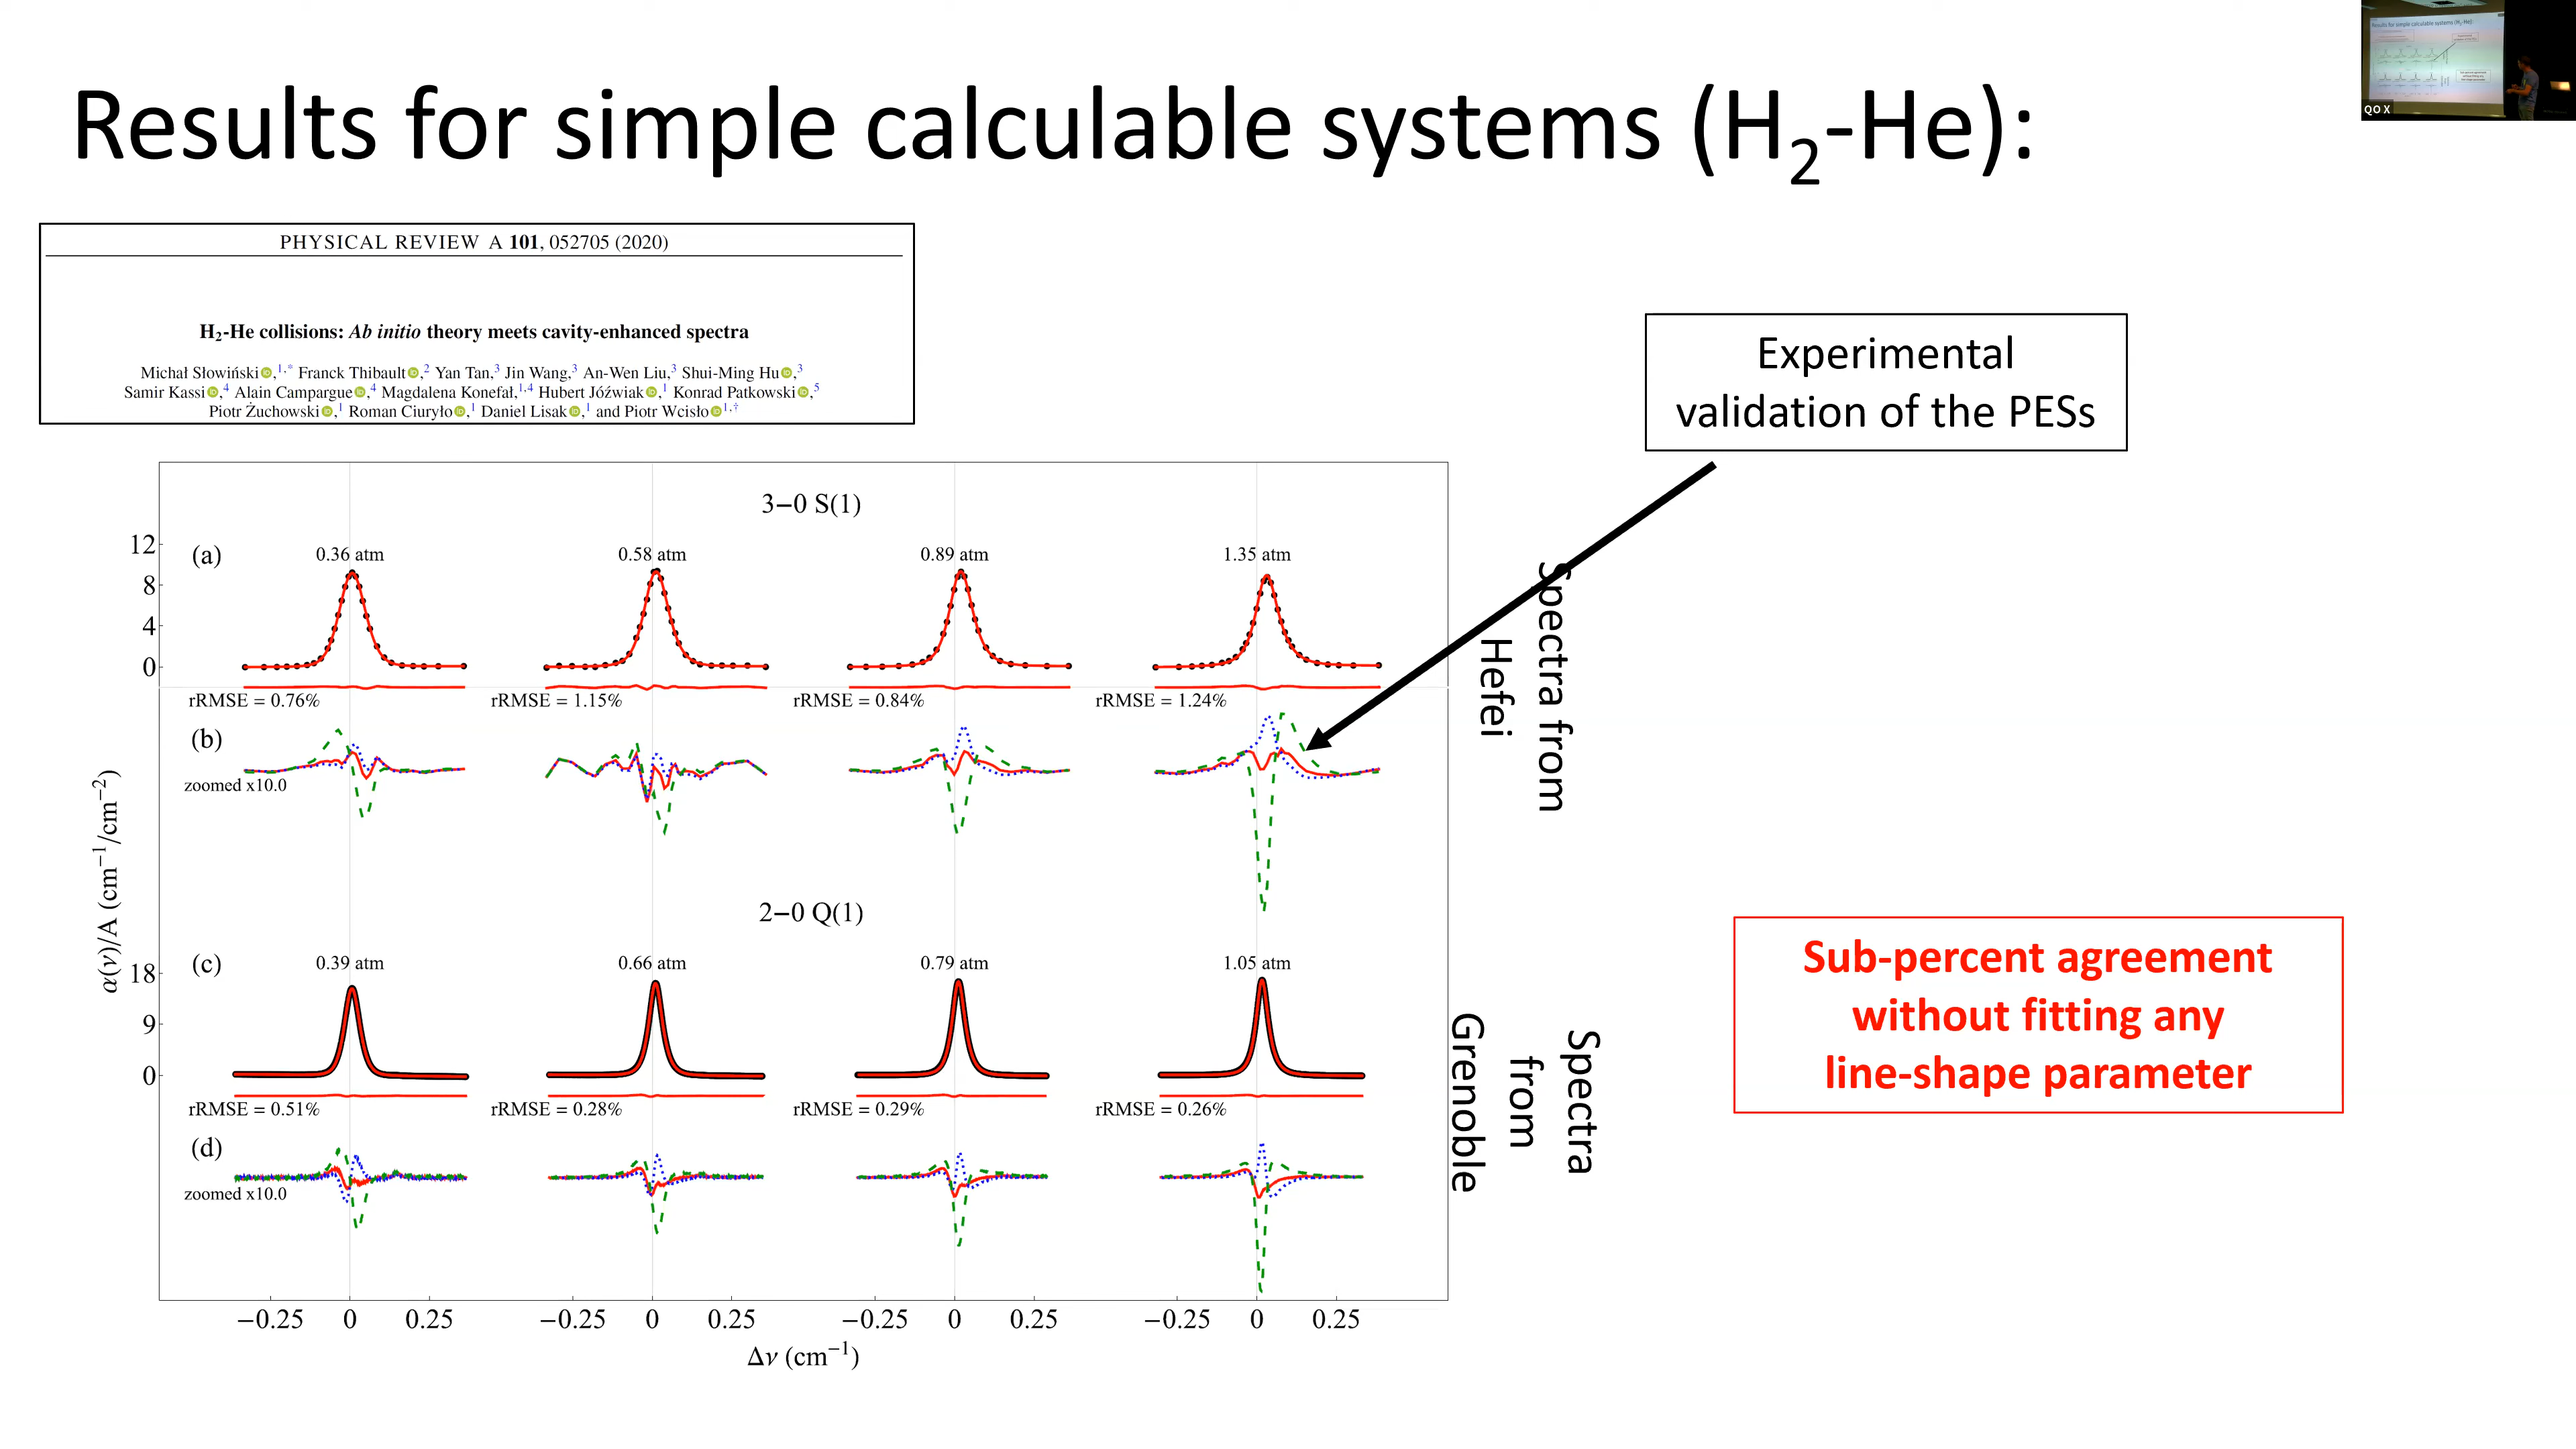 Results for simple calculable systems (H2-He):
QO X
PHYSICAL REVIEW A 101, 052705 (2020)
H2-He collisions: Ab initio theory meets cavity-enhanced spectra
Michał Słowiński,1,* Franck Thibault,2 Yan Tan,3 Jin Wang,3 An-Wen Liu,3 Shui-Ming Hu,3
Samir Kassi,4 Alain Campargue,4 Magdalena Konefał,1,4 Hubert Jóźwiak,1 Konrad Patkowski,5
Piotr Żuchowski,1 Roman Ciuryło,1 Daniel Lisak,1 and Piotr Wcisło1,†
Experimental
validation of the PESs
3−0 S(1)
12
8
4
0
(a)
0.36 atm
0.58 atm
0.89 atm
1.35 atm
rRMSE = 0.76%
rRMSE = 1.15%
rRMSE = 0.84%
rRMSE = 1.24%
(b)
zoomed x10.0
Spectra from
Hefei
α(ν)/A (cm−1/cm−2)
2−0 Q(1)
18
9
0
(c)
0.39 atm
0.66 atm
0.79 atm
1.05 atm
rRMSE = 0.51%
rRMSE = 0.28%
rRMSE = 0.29%
rRMSE = 0.26%
(d)
zoomed x10.0
Spectra
from
Grenoble
Sub-percent agreement
without fitting any
line-shape parameter
−0.25 0 0.25
−0.25 0 0.25
−0.25 0 0.25
−0.25 0 0.25
Δν (cm−1)